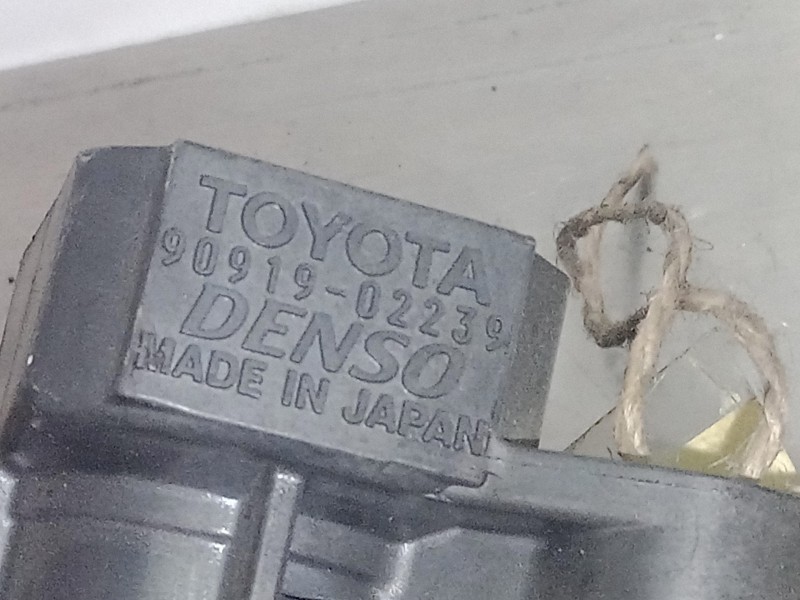 TOYOTA
90919-02239
DENSO
MADE IN JAPAN